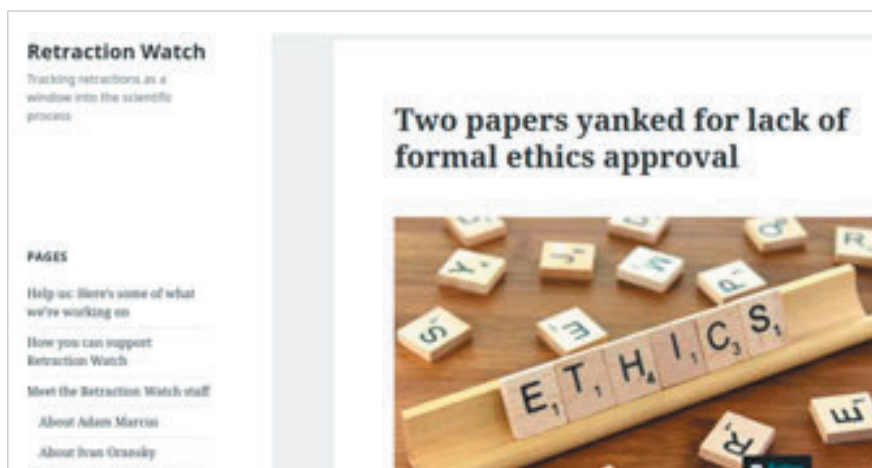 Retraction Watch
Tracking retractions as a
window into the scientific
process
Two papers yanked for lack of
formal ethics approval
PAGES
Help us: Here's some of what
we're working on
How you can support
Retraction Watch
Meet the Retraction Watch staff
About Adam Marcus
About Ivan Oransky
ETHICS